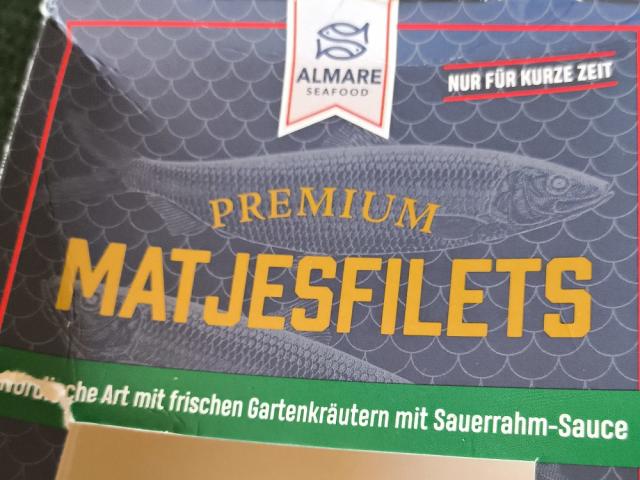 ALMARE
SEAFOOD
NUR FÜR KURZE ZEIT
PREMIUM
MATJESFILETS
Art mit frischen Gartenkräutern mit Sauerrahm-Sauce